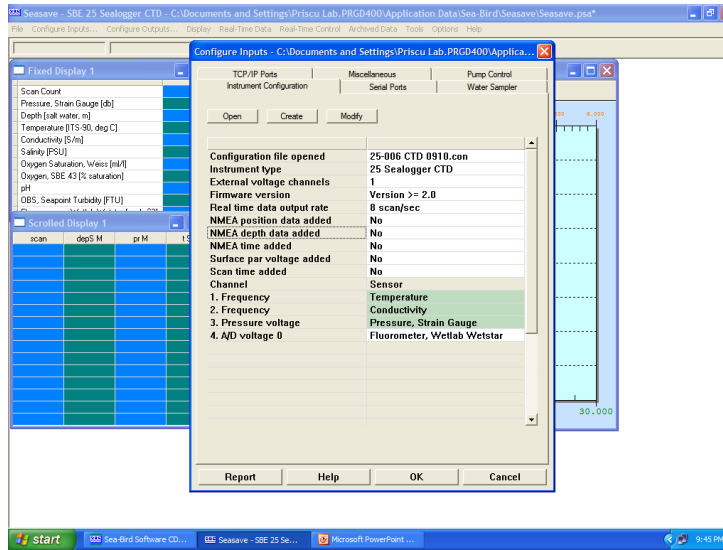 Seasave - SBE 25 Sealogger CTD - C:\Documents and Settings\Priscu Lab.PRGD400\Application Data\Sea-Bird\Seasave\Seasave.psa*
File Configure Inputs... Configure Outputs... Display Real-Time Data Real-Time Control Archived Data Tools Options Help
Configure Inputs - C:\Documents and Settings\Priscu Lab.PRGD400\Applica...
TCP/IP Ports Miscellaneous Pump Control
Instrument Configuration Serial Ports Water Sampler
Open Create Modify
Configuration file opened 25-006 CTD 0910.con
Instrument type 25 Sealogger CTD
External voltage channels 1
Firmware version Version >= 2.0
Real time data output rate 8 scan/sec
NMEA position data added No
NMEA depth data added No
NMEA time added No
Surface par voltage added No
Scan time added No
Channel Sensor
1. Frequency Temperature
2. Frequency Conductivity
3. Pressure voltage Pressure, Strain Gauge
4. A/D voltage 0 Fluorometer, Wetlab Wetstar
Report Help OK Cancel
Fixed Display 1
Scan Count
Pressure, Strain Gauge [db]
Depth [salt water, m]
Temperature [ITS-90, deg C]
Conductivity [S/m]
Salinity [PSU]
Oxygen Saturation, Weiss [ml/l]
Oxygen, SBE 43 [% saturation]
pH
OBS, Seapoint Turbidity [FTU]
Scrolled Display 1
scan depS M pr M t S
30.000
start Sea-Bird Software CD... Seasave - SBE 25 Se... Microsoft PowerPoint ... 9:45 PM